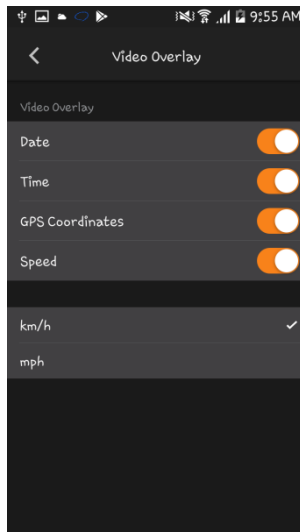 9:55 AM
Video Overlay
Video Overlay
Date
Time
GPS Coordinates
Speed
km/h
mph